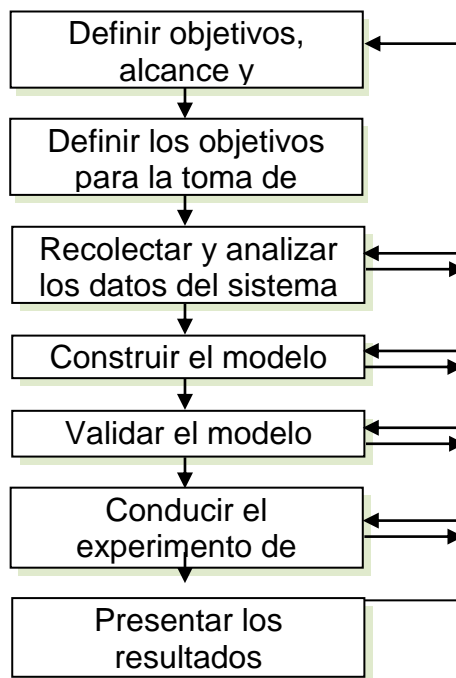 Definir objetivos,
alcance y
Definir los objetivos
para la toma de
Recolectar y analizar
los datos del sistema
Construir el modelo
Validar el modelo
Conducir el
experimento de
Presentar los
resultados